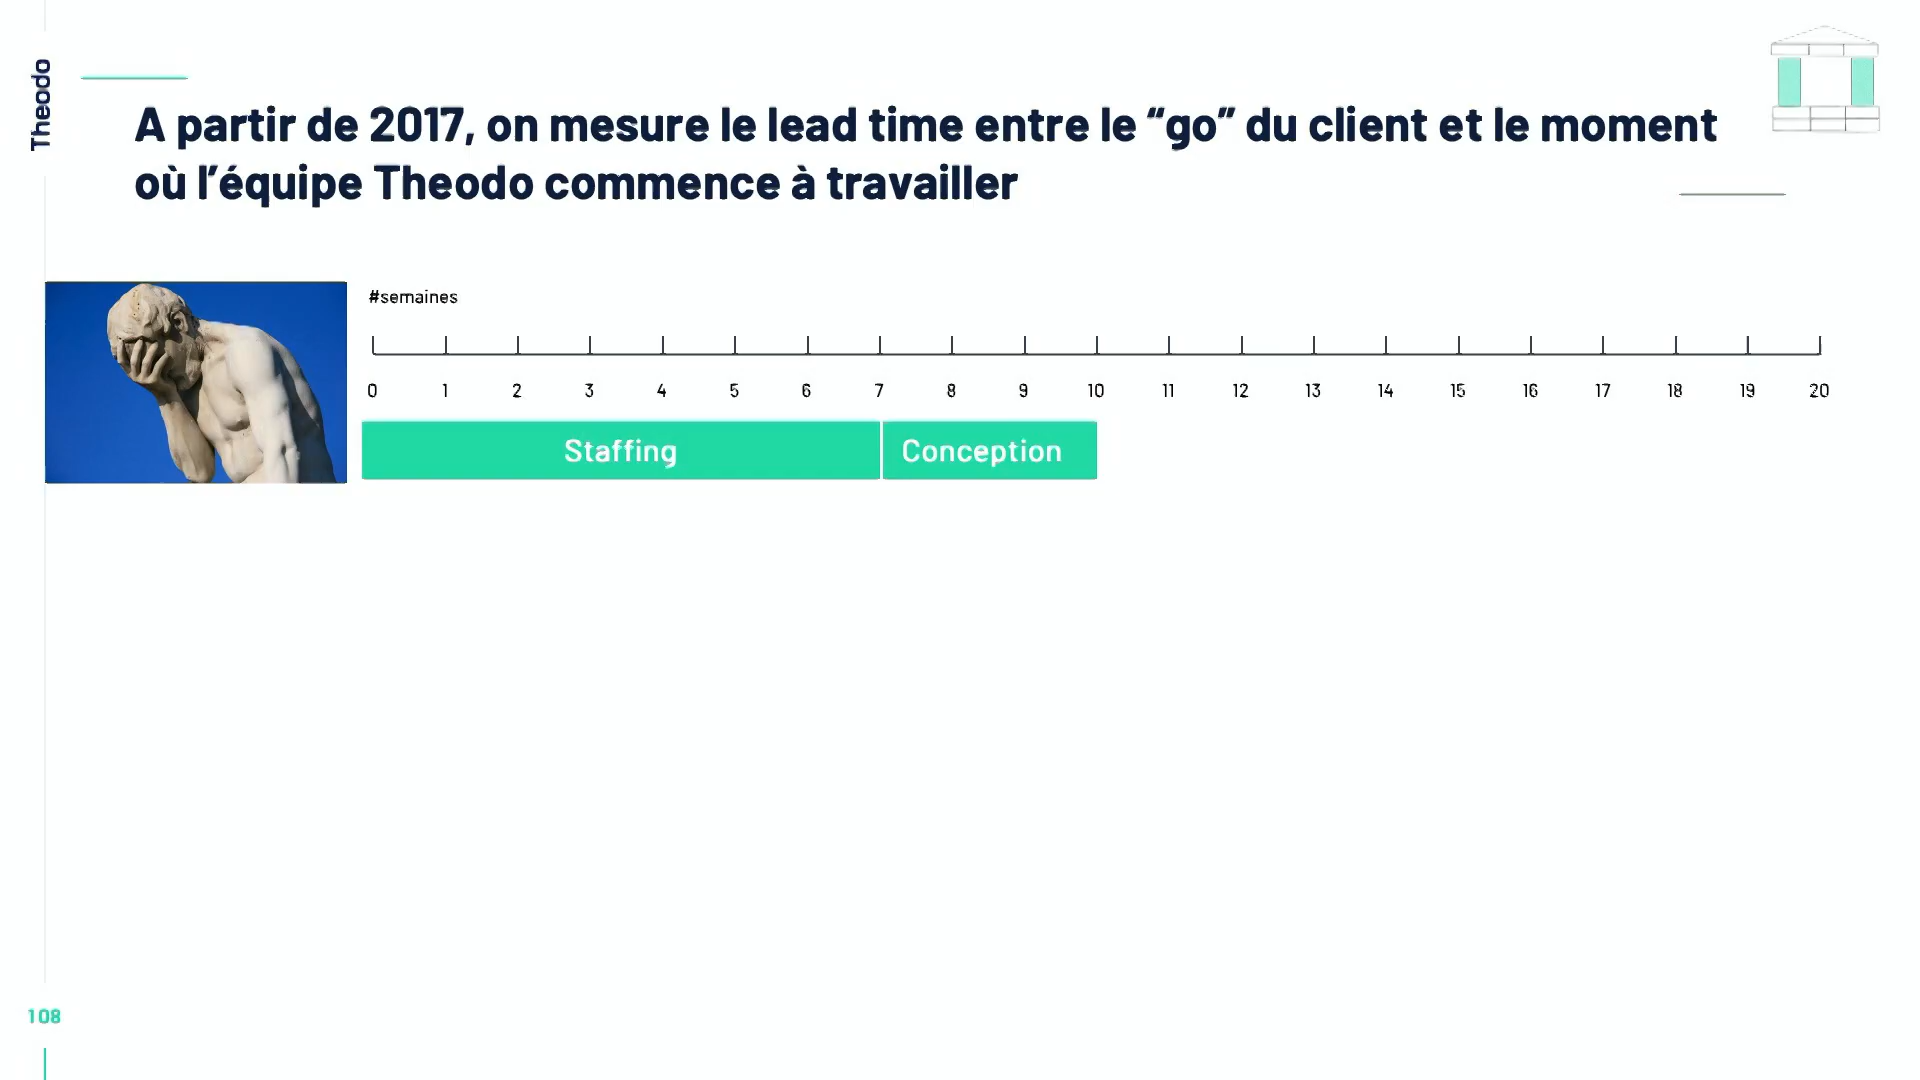 Theodo
A partir de 2017, on mesure le lead time entre le “go” du client et le moment
où l’équipe Theodo commence à travailler
#semaines
0 1 2 3 4 5 6 7 8 9 10 11 12 13 14 15 16 17 18 19 20
Staffing Conception
108